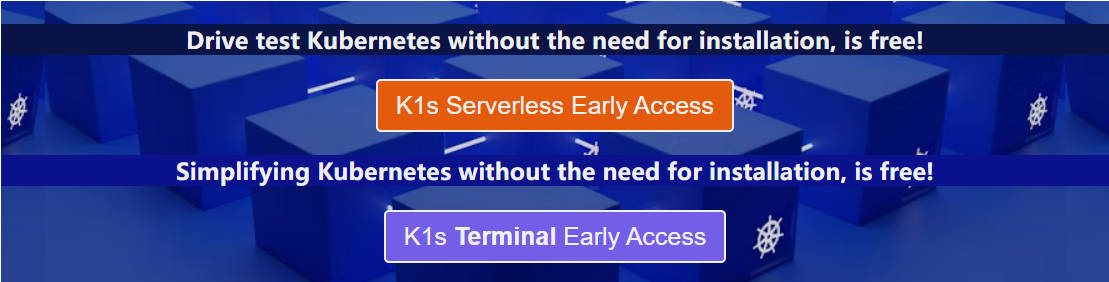 Drive test Kubernetes without the need for installation, is free!
K1s Serverless Early Access
Simplifying Kubernetes without the need for installation, is free!
K1s Terminal Early Access